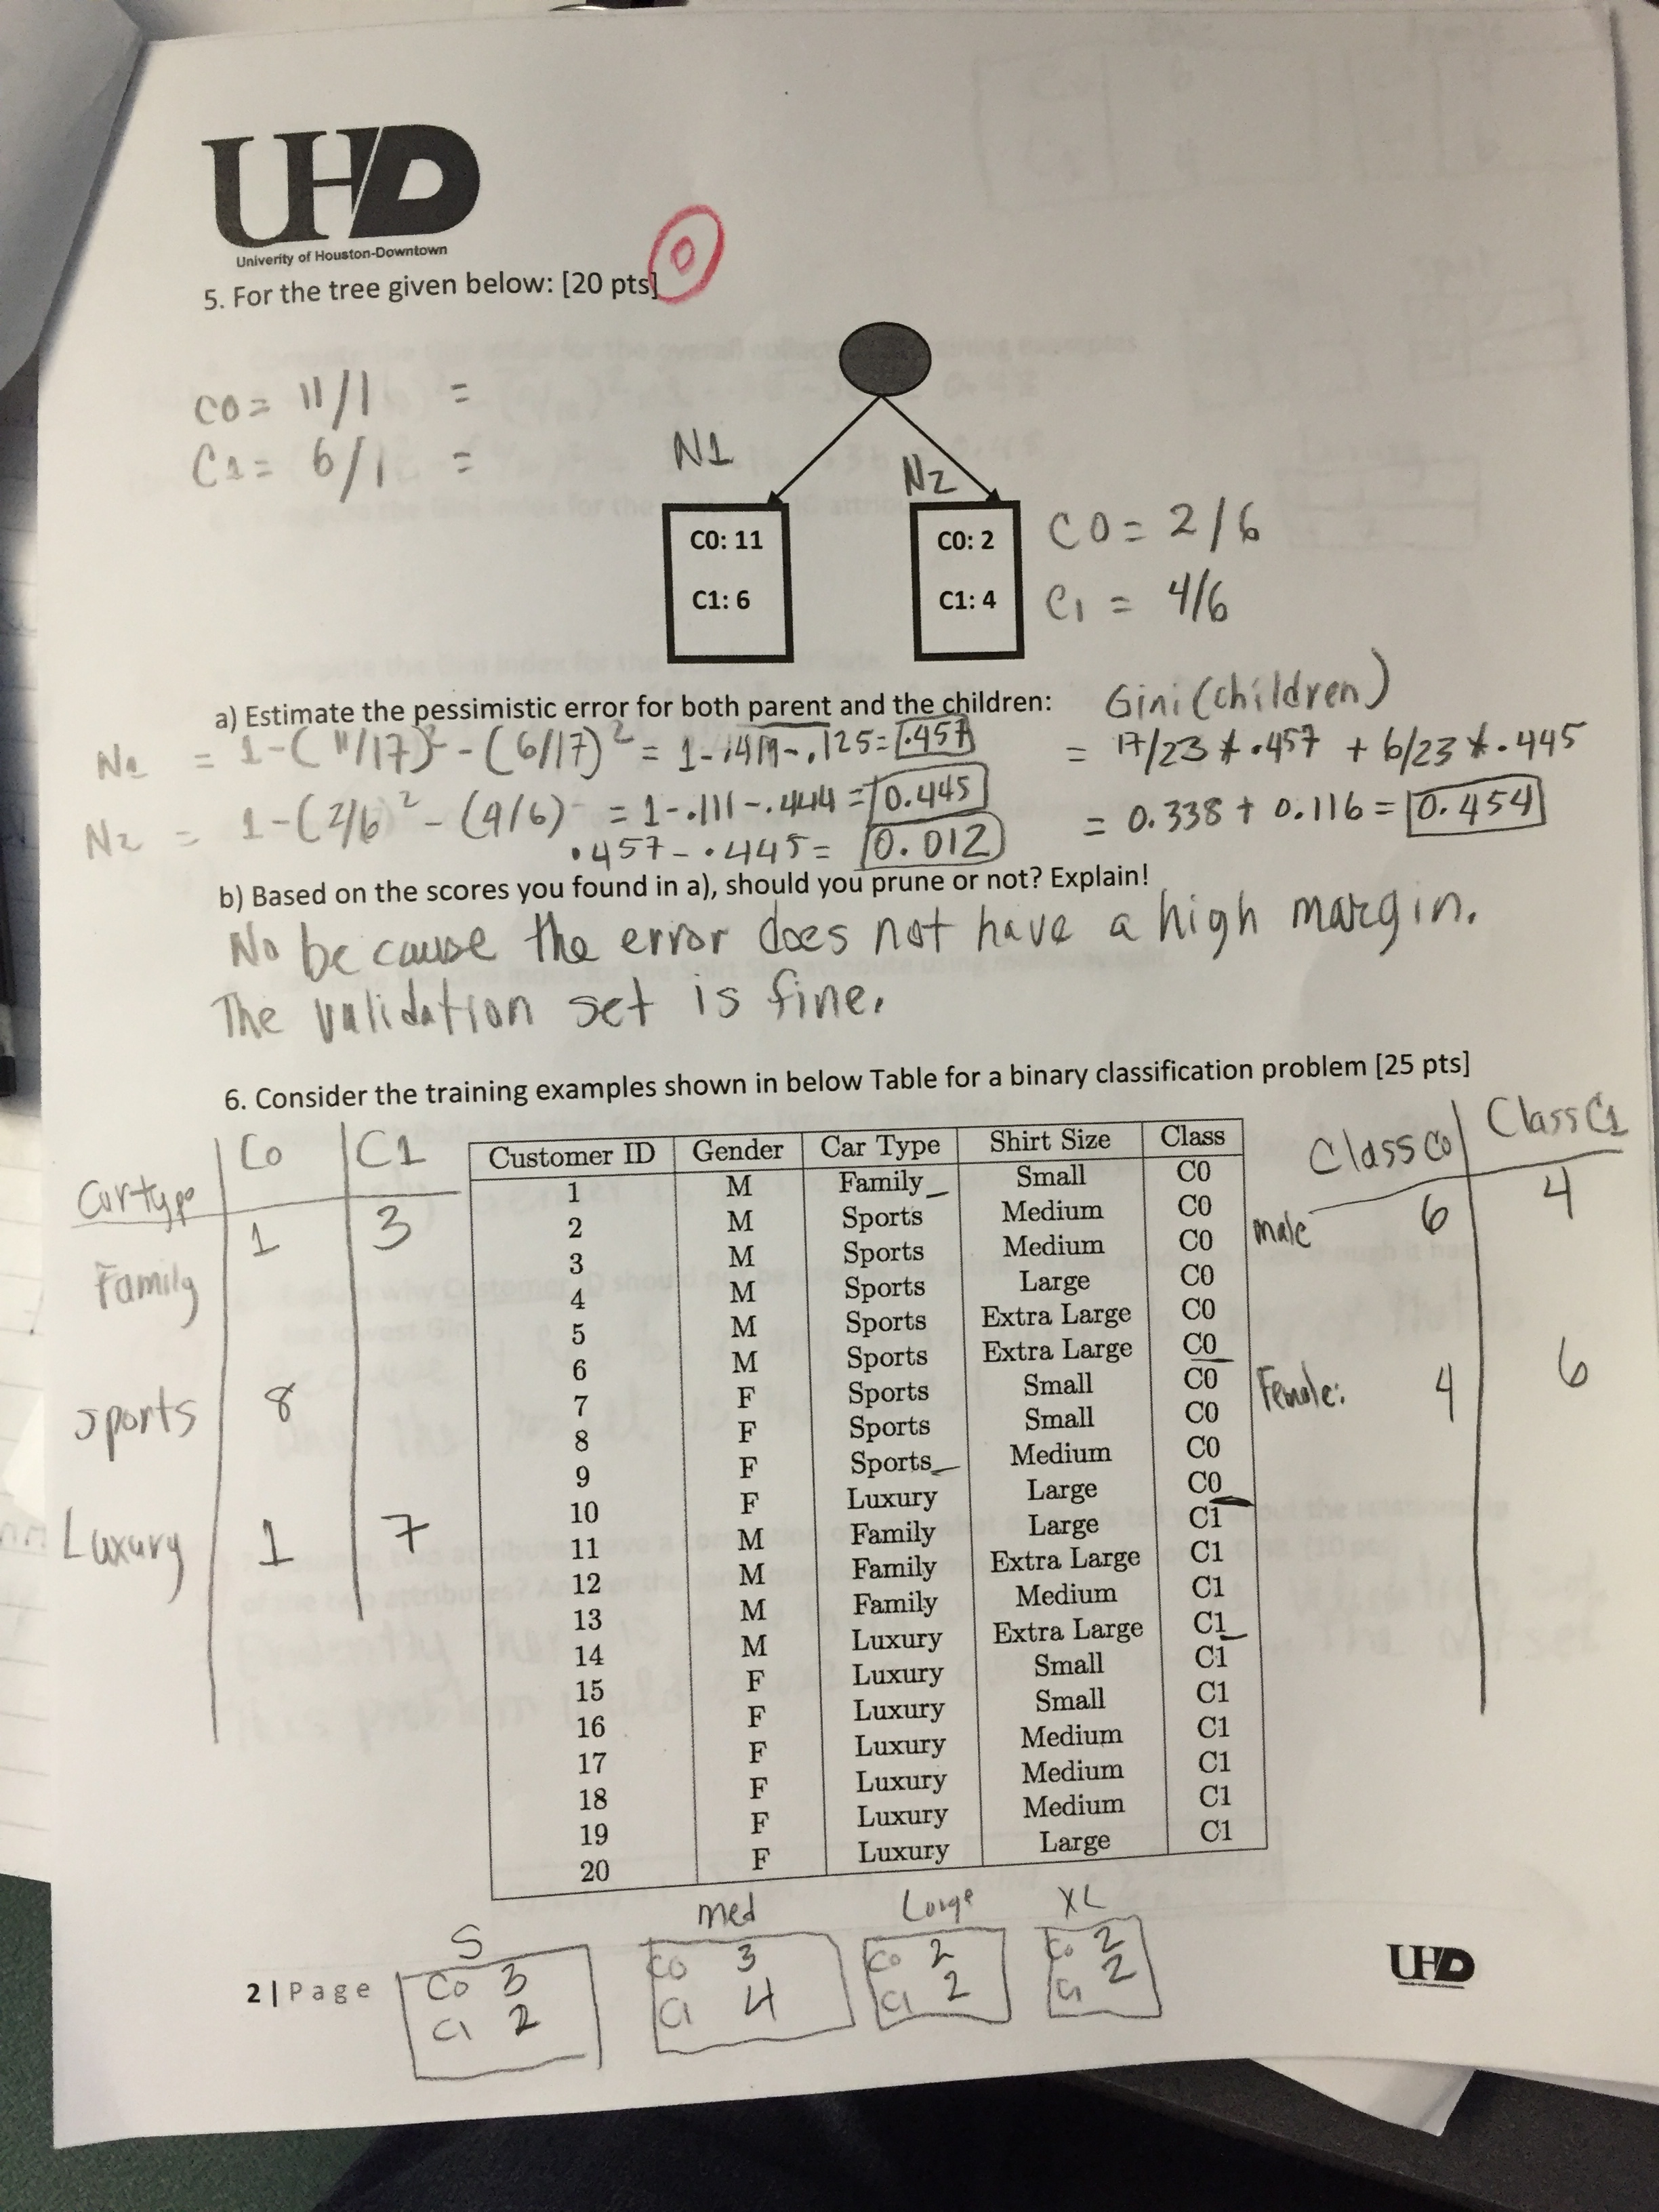 UHD
Univerity of Houston-Downtown
0
5. For the tree given below: [20 pts]
C0 = 11/1 =
C1 = 6/1 =
N1
N2
C0: 11
C1: 6
C0: 2
C1: 4
C0 = 2/6
C1 = 4/6
a) Estimate the pessimistic error for both parent and the children:
Gini (children)
N1 = 1-(11/17)² - (6/17)² = 1-.419-.125= .457
= 17/23 * .457 + 6/23 * .445
N2 = 1-(2/6)² - (4/6) = 1-.111-.444 = 0.445
= 0.338 + 0.116 = 0.454
.457 - .445 = 0.012
b) Based on the scores you found in a), should you prune or not? Explain!
No because the error does not have a high margin.
The validation set is fine.
6. Consider the training examples shown in below Table for a binary classification problem [25 pts]
Car type C0 C1
Family 1 3
Sports 8
Luxury 1 7
Class C0 Class C1
Male 6 4
Female: 4 6
Customer ID Gender Car Type Shirt Size Class
1 M Family Small C0
2 M Sports Medium C0
3 M Sports Medium C0
4 M Sports Large C0
5 M Sports Extra Large C0
6 M Sports Extra Large C0
7 F Sports Small C0
8 F Sports Small C0
9 F Sports Medium C0
10 F Luxury Large C0
11 M Family Large C1
12 M Family Extra Large C1
13 M Family Medium C1
14 M Luxury Extra Large C1
15 F Luxury Small C1
16 F Luxury Small C1
17 F Luxury Medium C1
18 F Luxury Medium C1
19 F Luxury Medium C1
20 F Luxury Large C1
S
C0 3
C1 2
Med
C0 3
C1 4
Large
C0 2
C1 2
XL
C0 2
C1 2
2 | Page
UHD